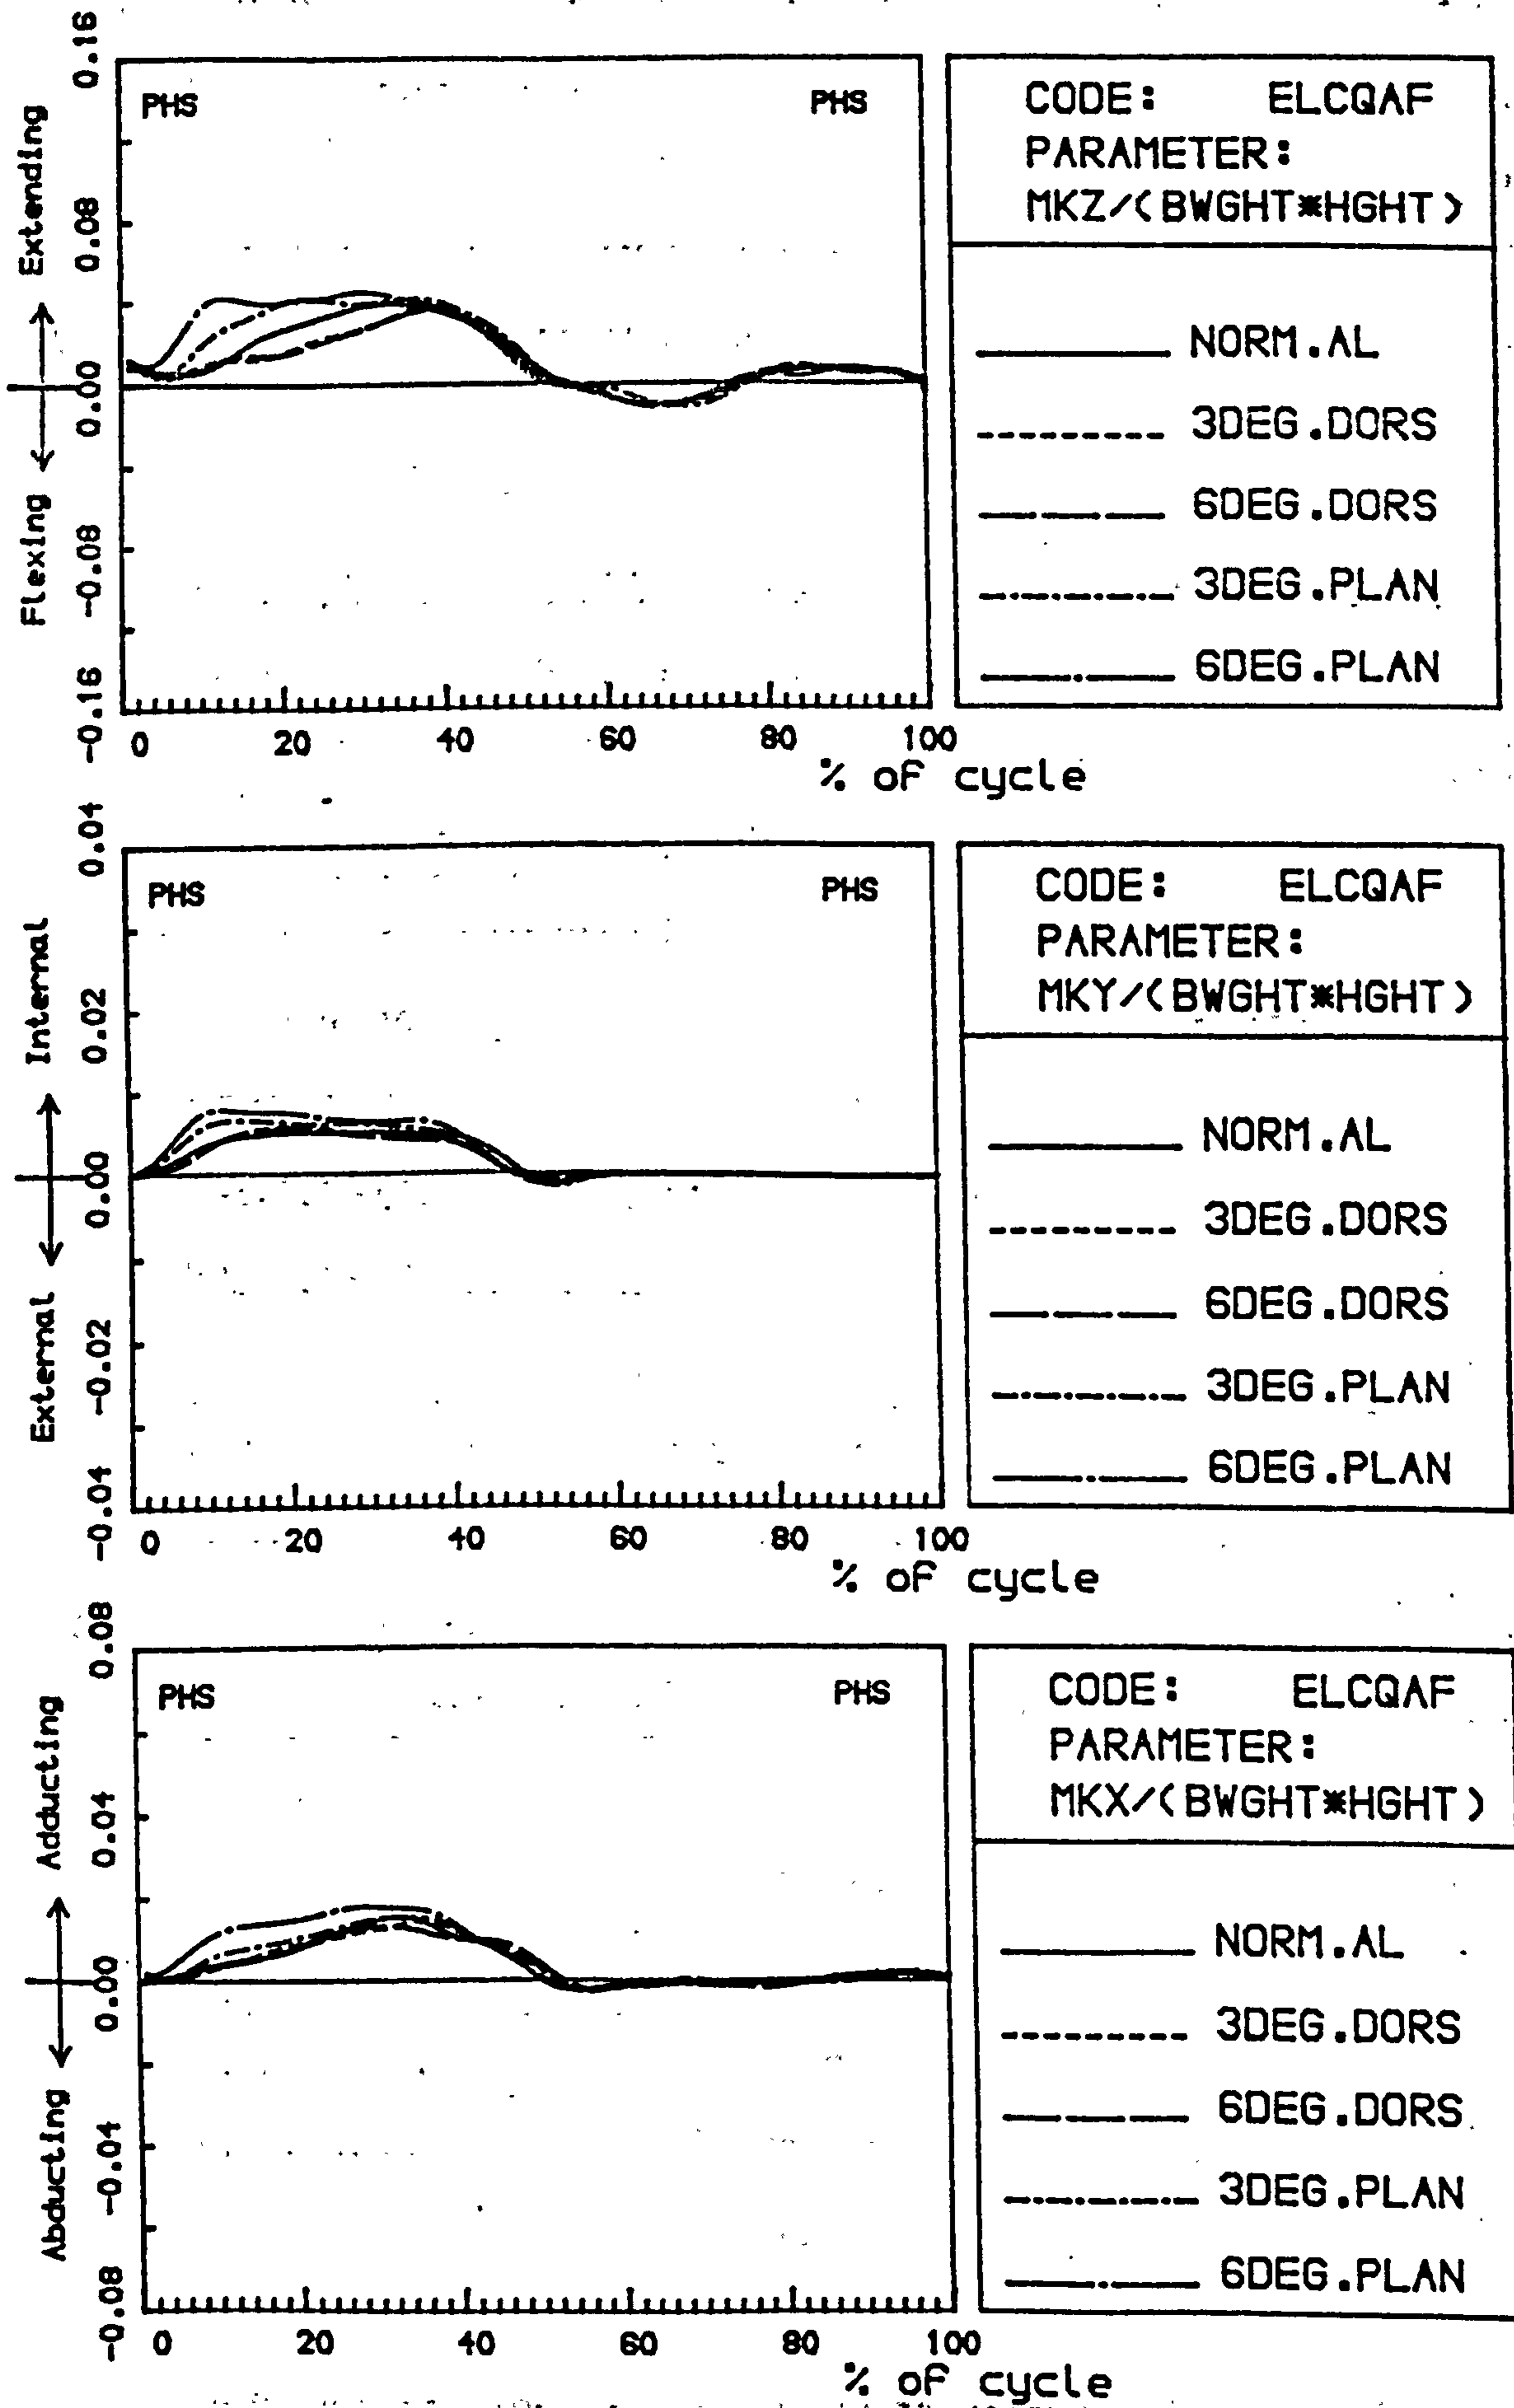 0.16
0.08
0.00
-0.08
-0.16
Flexing <--> Extending
PHS PHS
0 20 40 60 80 100
% of cycle
CODE: ELCQAF
PARAMETER:
MKZ/(BWGHT*HGHT)
NORM.AL
3DEG.DORS
6DEG.DORS
3DEG.PLAN
6DEG.PLAN
0.04
0.02
0.00
-0.02
-0.04
External <--> Internal
PHS PHS
0 20 40 60 80 100
% of cycle
CODE: ELCQAF
PARAMETER:
MKY/(BWGHT*HGHT)
NORM.AL
3DEG.DORS
6DEG.DORS
3DEG.PLAN
6DEG.PLAN
0.08
0.04
0.00
-0.04
-0.08
Abducting <--> Adducting
PHS PHS
0 20 40 60 80 100
% of cycle
CODE: ELCQAF
PARAMETER:
MKX/(BWGHT*HGHT)
NORM.AL
3DEG.DORS
6DEG.DORS
3DEG.PLAN
6DEG.PLAN